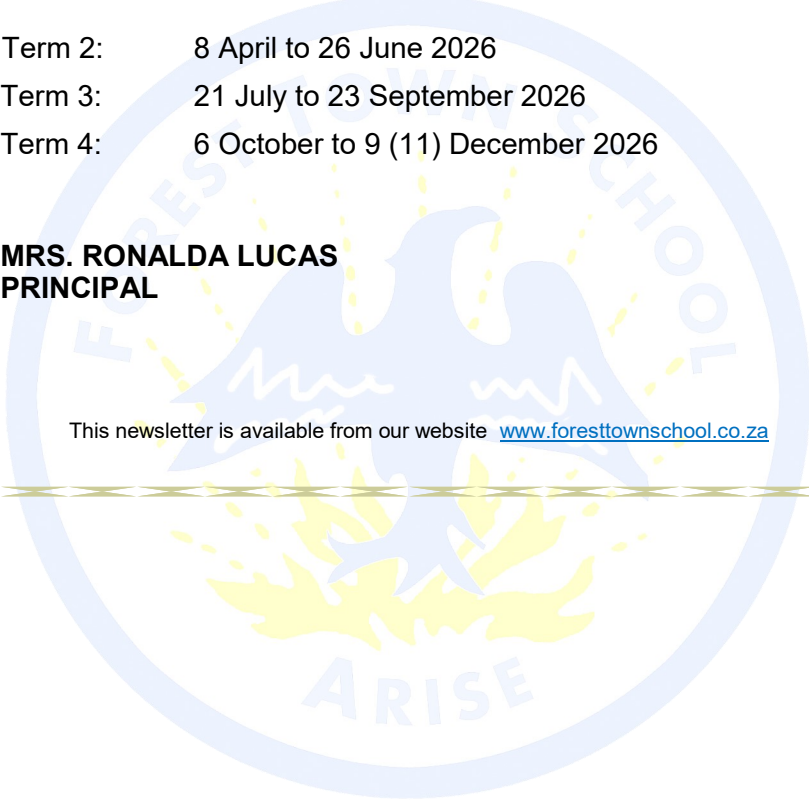 Term 2: 8 April to 26 June 2026
Term 3: 21 July to 23 September 2026
Term 4: 6 October to 9 (11) December 2026
MRS. RONALDA LUCAS
PRINCIPAL
This newsletter is available from our website www.foresttownschool.co.za
FOREST TOWN SCHOOL
ARISE